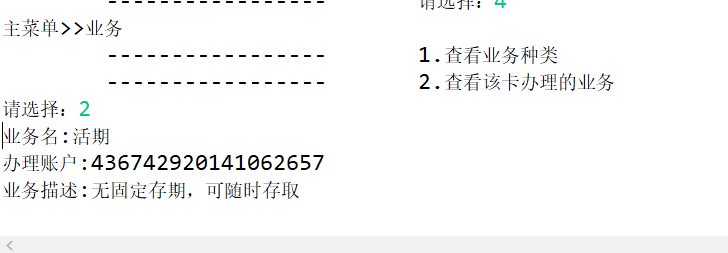 ----------------- 请选择：4
主菜单>>业务
----------------- 1.查看业务种类
----------------- 2.查看该卡办理的业务
请选择：2
业务名:活期
办理账户:436742920141062657
业务描述:无固定存期，可随时存取